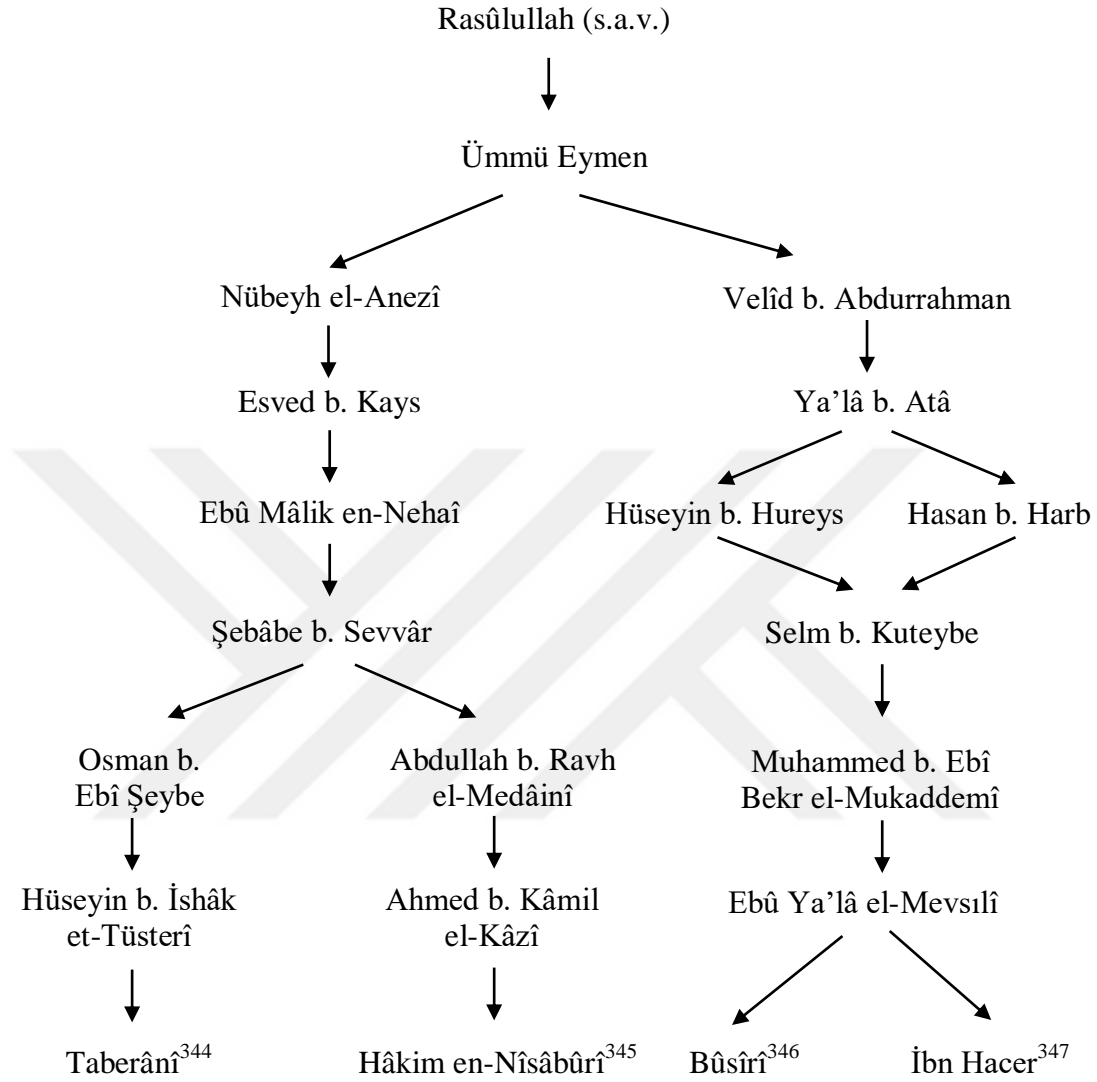 Rasûlullah (s.a.v.)
Ümmü Eymen
Nübeyh el-Anezî
Velîd b. Abdurrahman
Esved b. Kays
Ya’lâ b. Atâ
Ebû Mâlik en-Nehaî
Hüseyin b. Hureys
Hasan b. Harb
Şebâbe b. Sevvâr
Selm b. Kuteybe
Osman b.
Ebî Şeybe
Abdullah b. Ravh
el-Medâinî
Muhammed b. Ebî
Bekr el-Mukaddemî
Hüseyin b. İshâk
et-Tüsterî
Ahmed b. Kâmil
el-Kâzî
Ebû Ya’lâ el-Mevsılî
Taberânî344
Hâkim en-Nîsâbûrî345
Bûsîrî346
İbn Hacer347